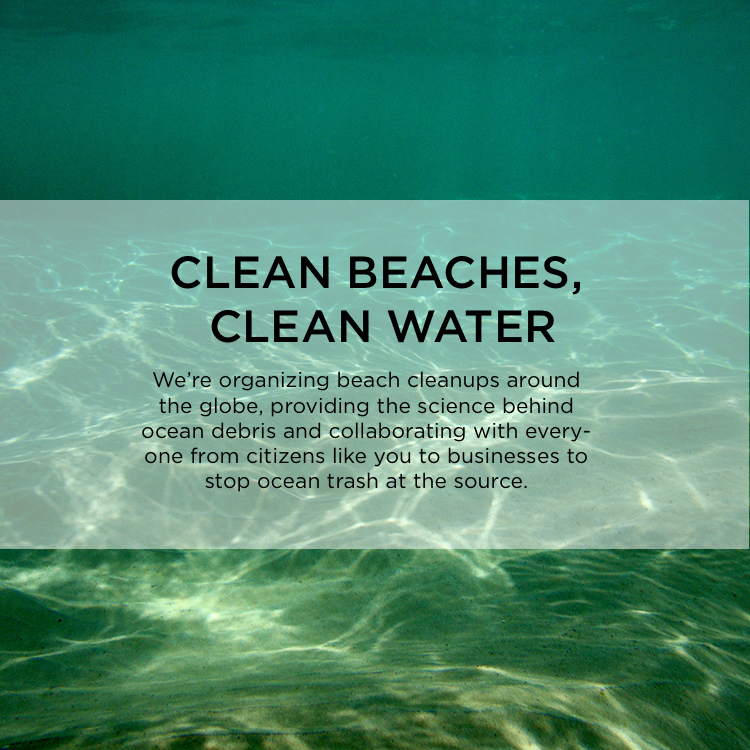 CLEAN BEACHES,
CLEAN WATER
We’re organizing beach cleanups around
the globe, providing the science behind
ocean debris and collaborating with every-
one from citizens like you to businesses to
stop ocean trash at the source.